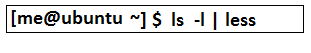 [me@ubuntu ~] $ ls -l | less